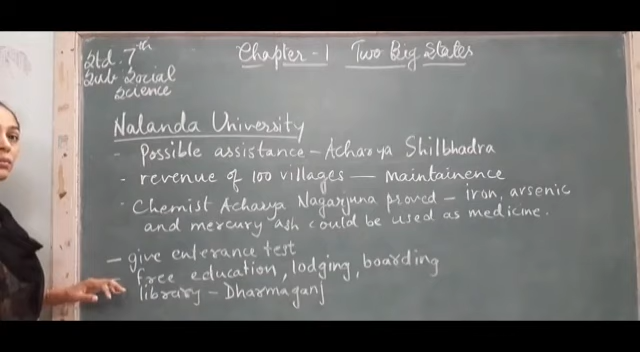 Std. 7th
Sub Social
Science
Chapter-1 Two Big States
Nalanda University
- Possible assistance - Acharya Shilbhadra
- revenue of 100 villages - maintainence
- Chemist Acharya Nagarjuna proved - iron, arsenic
and mercury ash could be used as medicine.
- give enterance test
- free education, lodging, boarding
library - Dharmaganj